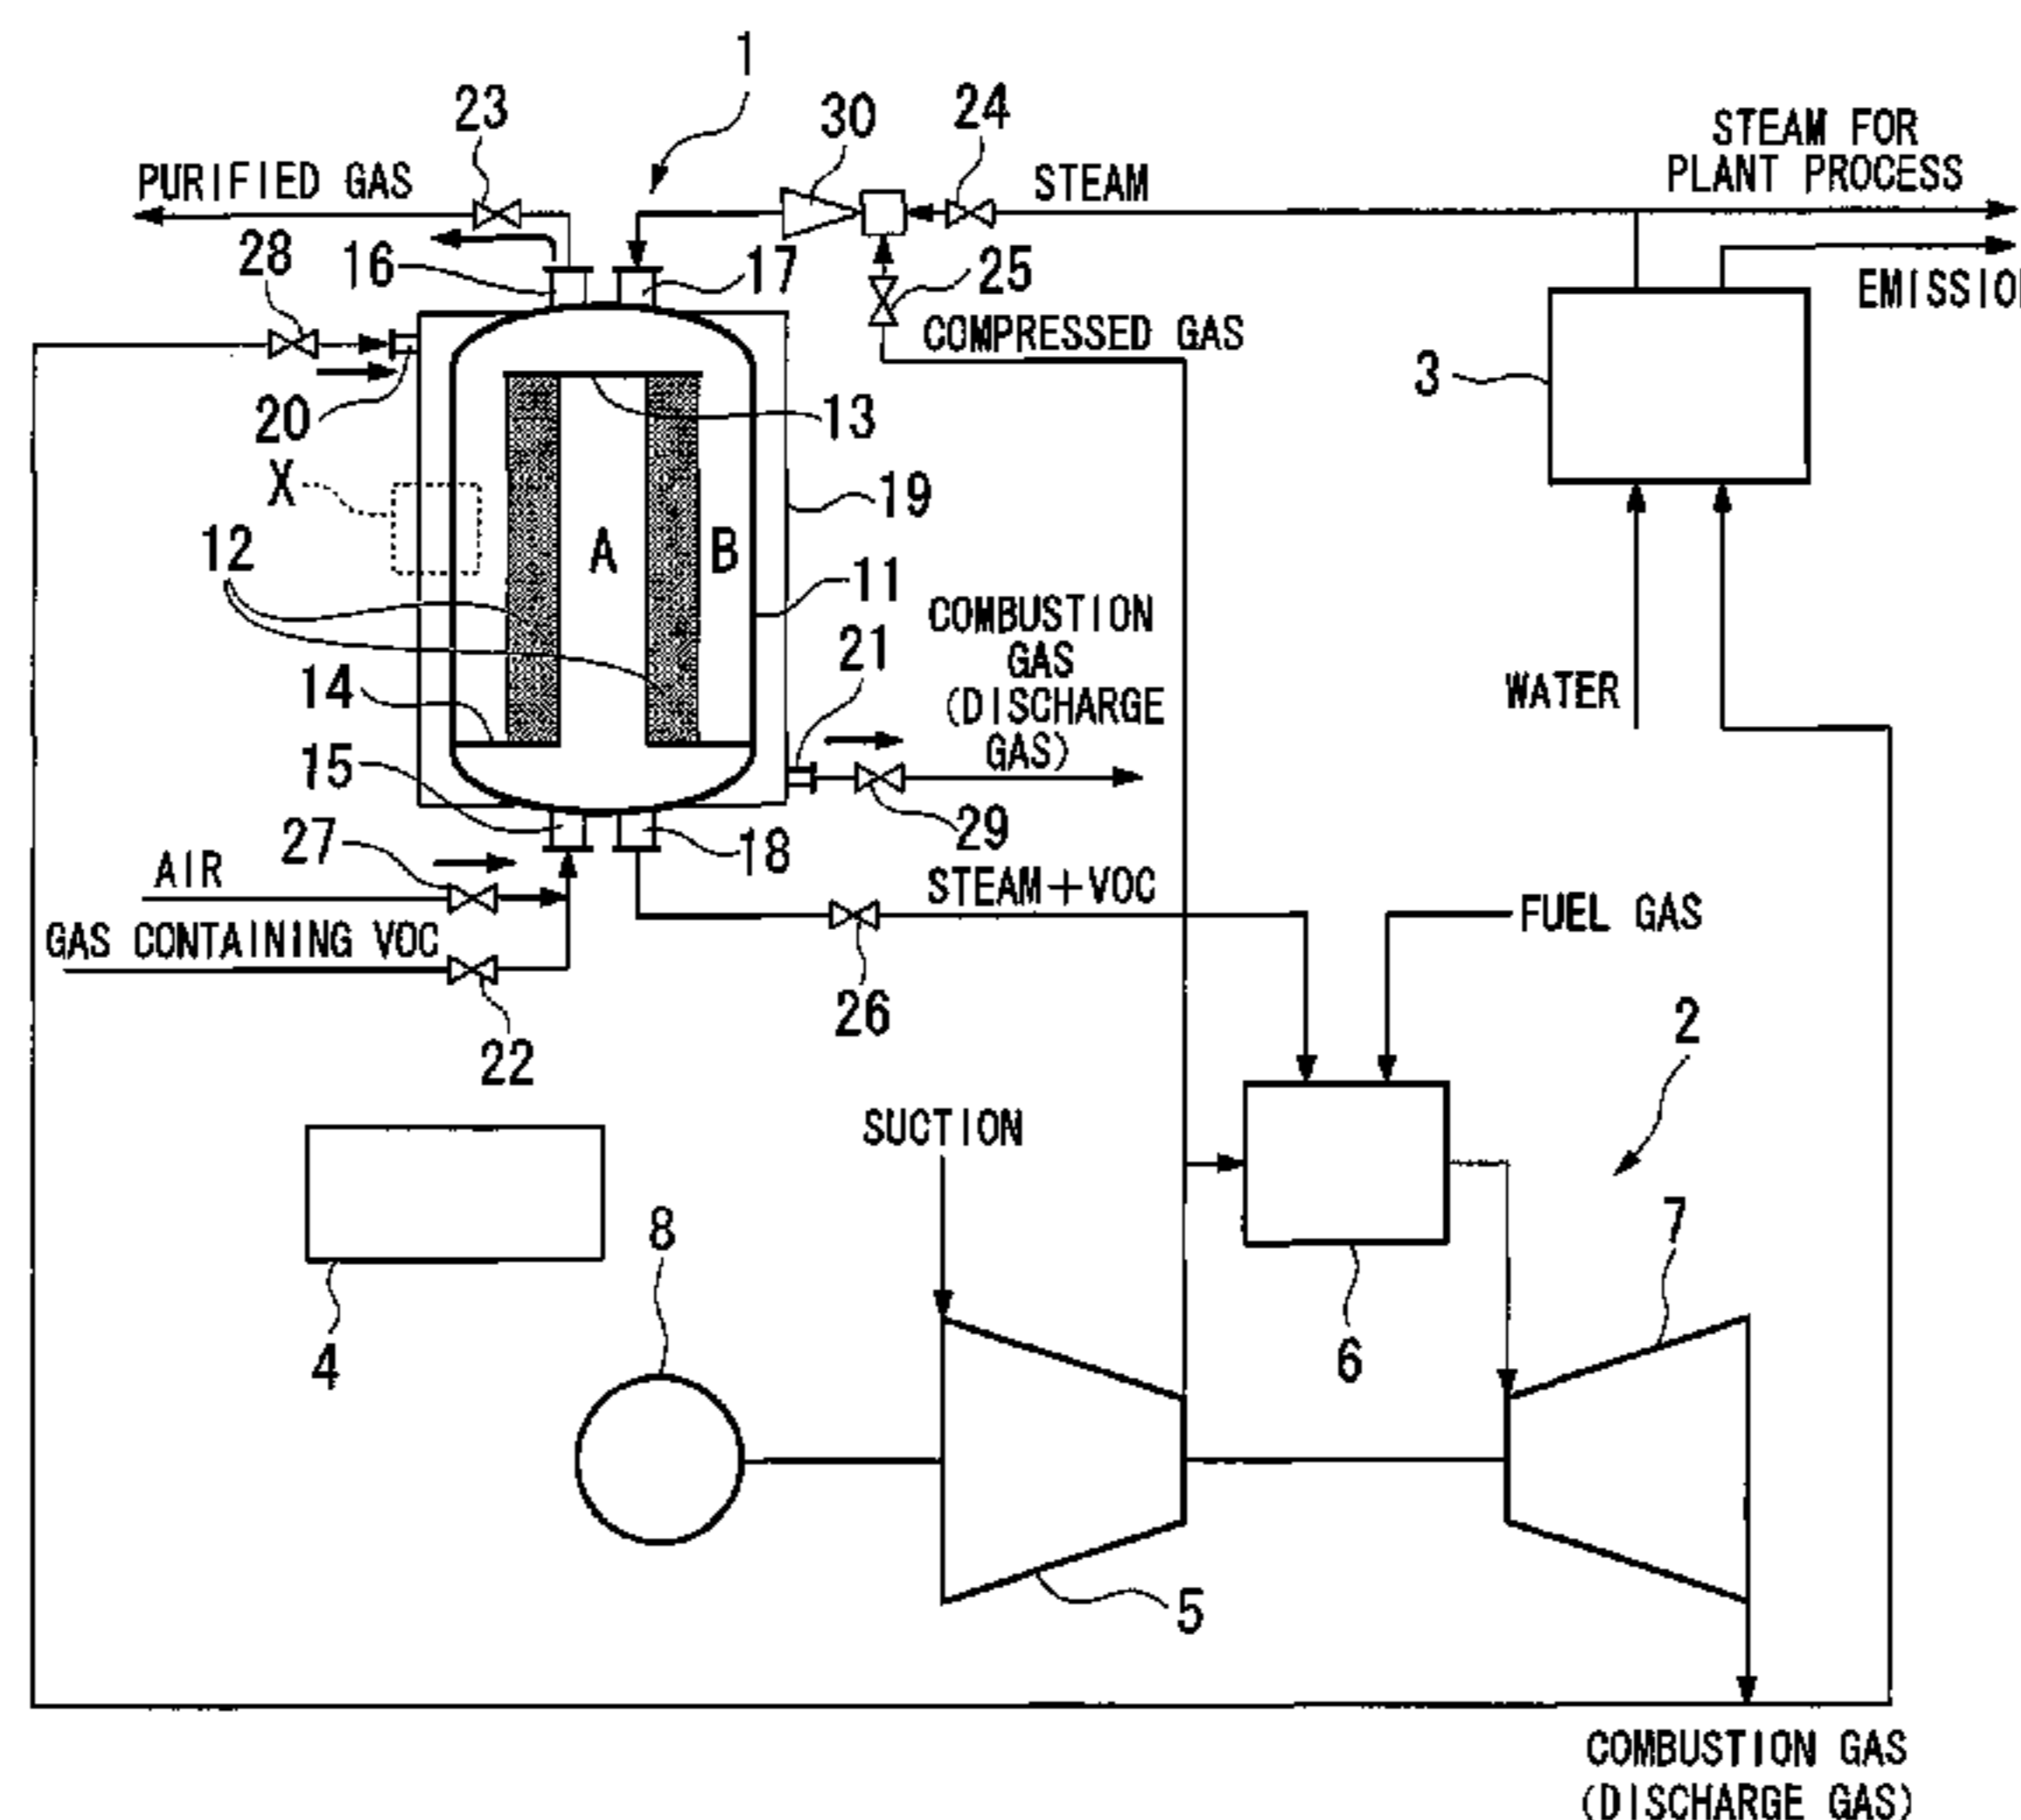 1
23
30
24
STEAM FOR
PLANT PROCESS
PURIFIED GAS
STEAM
28
16
17
25
EMISSIO
COMPRESSED GAS
3
20
13
X
19
12
A
B
11
COMBUSTION
GAS
(DISCHARGE
GAS)
21
14
WATER
15
27
18
29
AIR
STEAM+VOC
GAS CONTAINING VOC
FUEL GAS
26
22
2
SUCTION
8
7
4
6
5
COMBUSTION GAS
(DISCHARGE GAS)